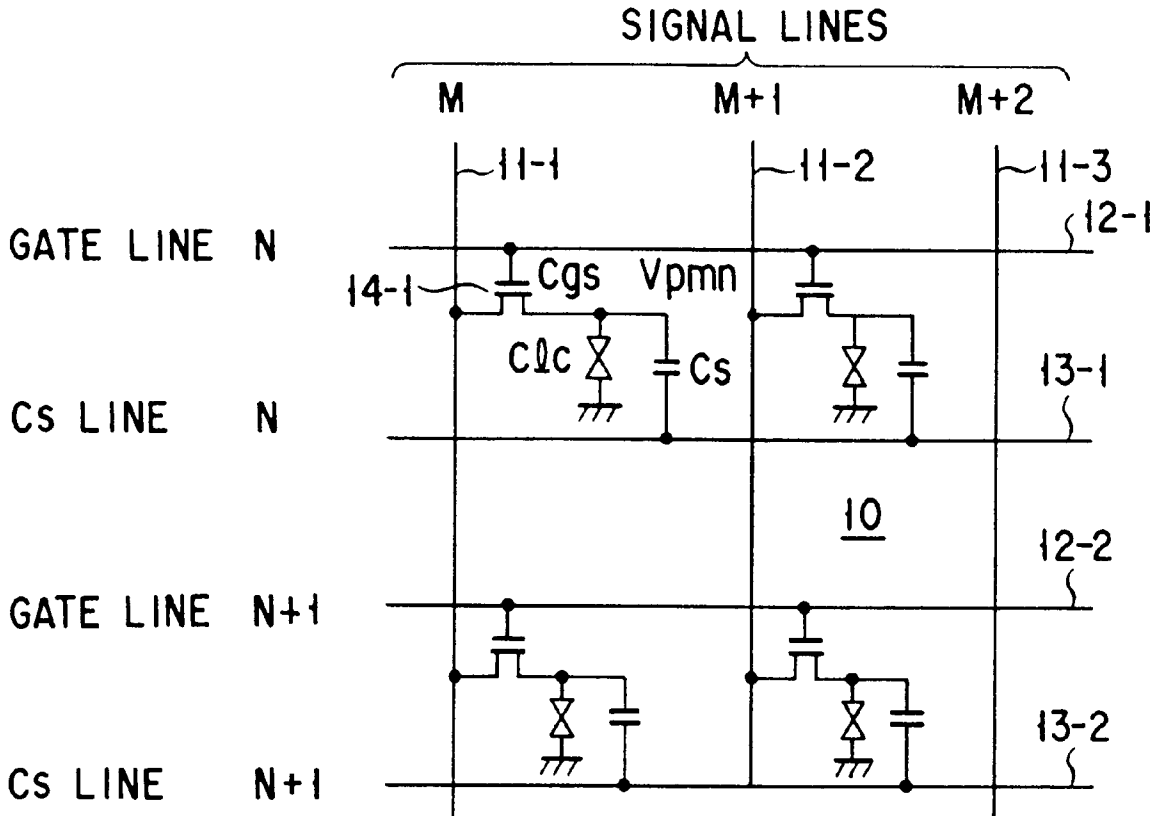 SIGNAL LINES
M M+1 M+2
11-1 11-2 11-3
12-1
GATE LINE N
14-1 Cgs Vpmn
Clc Cs 13-1
Cs LINE N
10
12-2
GATE LINE N+1
13-2
Cs LINE N+1